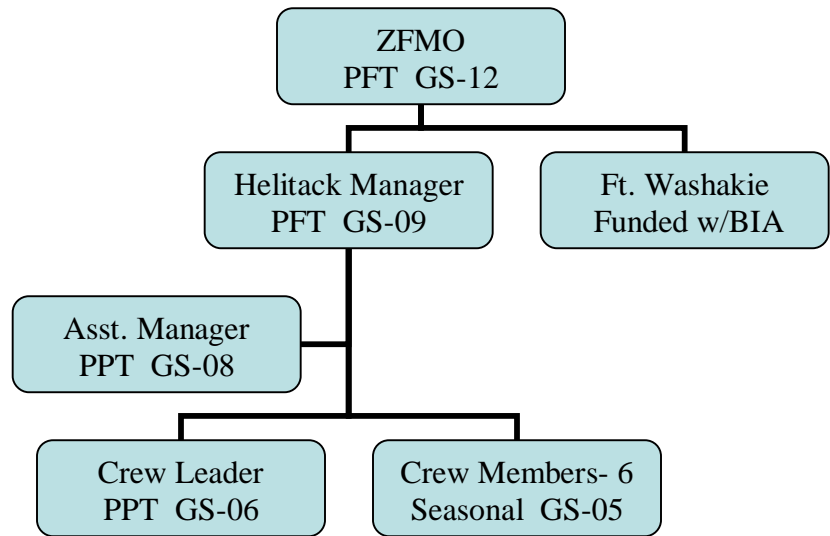 ZFMO
PFT GS-12
Helitack Manager
PFT GS-09
Ft. Washakie
Funded w/BIA
Asst. Manager
PPT GS-08
Crew Leader
PPT GS-06
Crew Members- 6
Seasonal GS-05